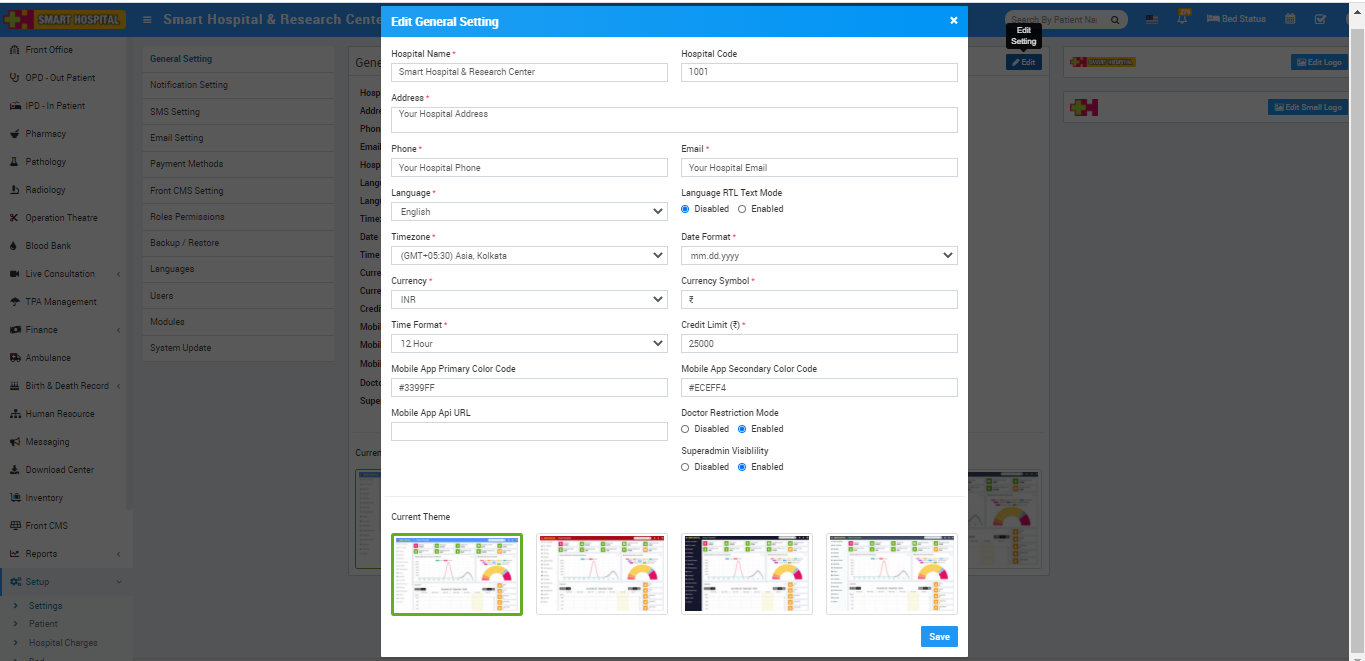 SMART HOSPITAL
Smart Hospital & Research Cente
Search By Patient Na
Bed Status
Edit
Setting
Edit General Setting
×
Front Office
OPD - Out Patient
IPD - In Patient
Pharmacy
Pathology
Radiology
Operation Theatre
Blood Bank
Live Consultation
TPA Management
Finance
Ambulance
Birth & Death Record
Human Resource
Messaging
Download Center
Inventory
Front CMS
Reports
Setup
Settings
Patient
Hospital Charges
Bed
General Setting
Notification Setting
SMS Setting
Email Setting
Payment Methods
Front CMS Setting
Roles Permissions
Backup / Restore
Languages
Users
Modules
System Update
Gene
Hosp
Addre
Phon
Email
Hosp
Lang
Lang
Time
Date
Time
Curre
Curre
Credi
Mobil
Mobil
Mobil
Docto
Supe
Curren
Hospital Name *
Hospital Code
Smart Hospital & Research Center
1001
Address *
Your Hospital Address
Phone *
Email *
Your Hospital Phone
Your Hospital Email
Language *
Language RTL Text Mode
English
Disabled Enabled
Timezone *
Date Format *
(GMT+05:30) Asia, Kolkata
mm.dd.yyyy
Currency *
Currency Symbol *
INR
₹
Time Format *
Credit Limit (₹) *
12 Hour
25000
Mobile App Primary Color Code
Mobile App Secondary Color Code
#3399FF
#ECEFF4
Mobile App Api URL
Doctor Restriction Mode
Disabled Enabled
Superadmin Visiblility
Disabled Enabled
Current Theme
Save
Edit
SMART HOSPITAL
Edit Logo
Edit Small Logo